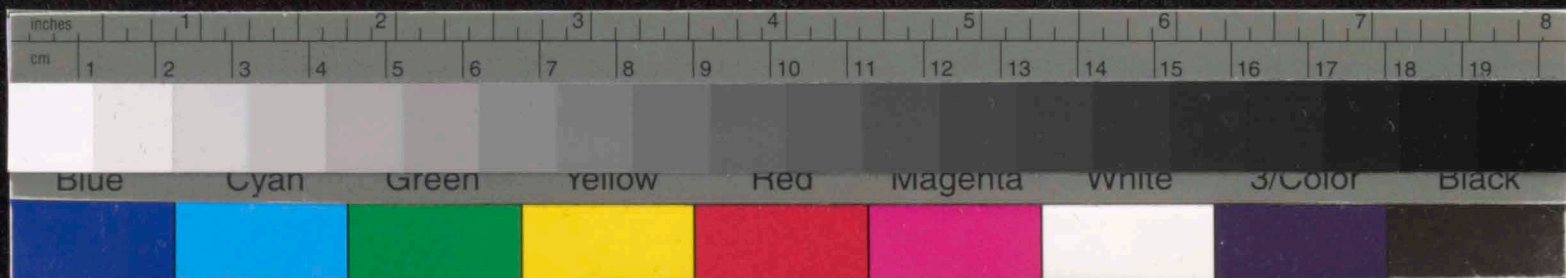 inches 1 2 3 4 5 6 7 8
cm 1 2 3 4 5 6 7 8 9 10 11 12 13 14 15 16 17 18 19
Blue Cyan Green Yellow Red Magenta White 3/Color Black